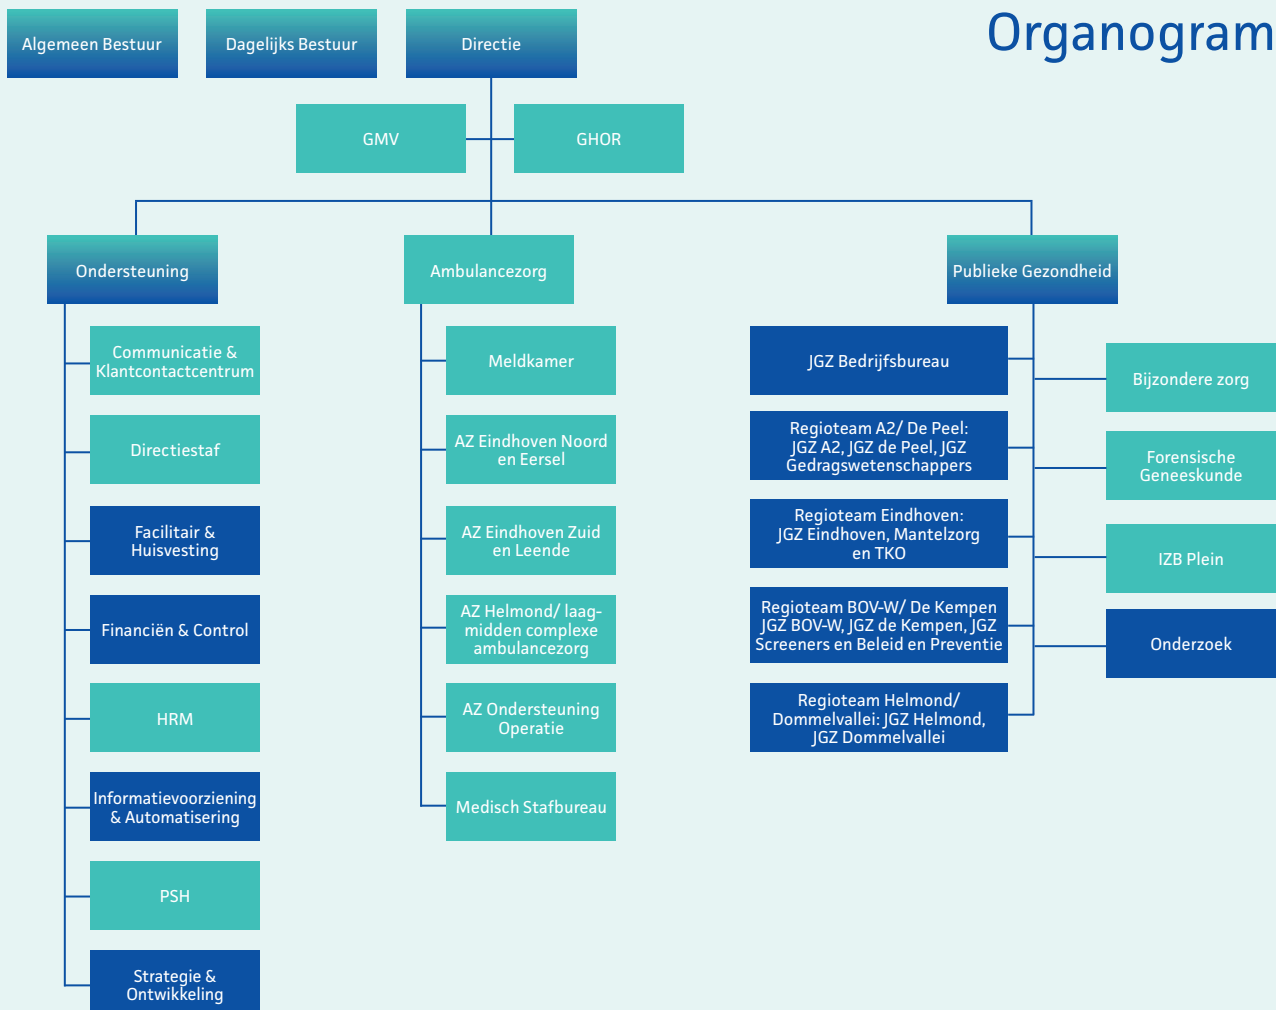 Organogram
Algemeen Bestuur
Dagelijks Bestuur
Directie
GMV
GHOR
Ondersteuning
Ambulancezorg
Publieke Gezondheid
Communicatie &
Klantcontactcentrum
Directiestaf
Facilitair &
Huisvesting
Financiën & Control
HRM
Informatievoorziening
& Automatisering
PSH
Strategie &
Ontwikkeling
Meldkamer
AZ Eindhoven Noord
en Eersel
AZ Eindhoven Zuid
en Leende
AZ Helmond/ laag-
midden complexe
ambulancezorg
AZ Ondersteuning
Operatie
Medisch Stafbureau
JGZ Bedrijfsbureau
Regioteam A2/ De Peel:
JGZ A2, JGZ de Peel, JGZ
Gedragswetenschappers
Regioteam Eindhoven:
JGZ Eindhoven, Mantelzorg
en TKO
Regioteam BOV-W/ De Kempen
JGZ BOV-W, JGZ de Kempen, JGZ
Screeners en Beleid en Preventie
Regioteam Helmond/
Dommelvallei: JGZ Helmond,
JGZ Dommelvallei
Bijzondere zorg
Forensische
Geneeskunde
IZB Plein
Onderzoek